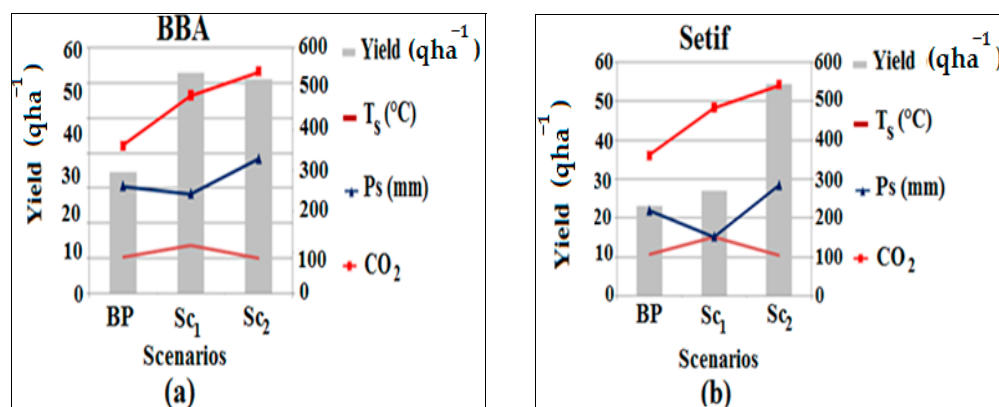 BBA
Yield (qha⁻¹)
60
50
40
30
20
10
0
600
500
400
300
200
100
0
Yield (qha⁻¹)
Tₛ (°C)
Ps (mm)
CO₂
BP Sc₁ Sc₂
Scenarios
(a)
Setif
Yield (qha⁻¹)
60
50
40
30
20
10
0
600
500
400
300
200
100
0
Yield (qha⁻¹)
Tₛ (°C)
Ps (mm)
CO₂
BP Sc₁ Sc₂
Scenarios
(b)